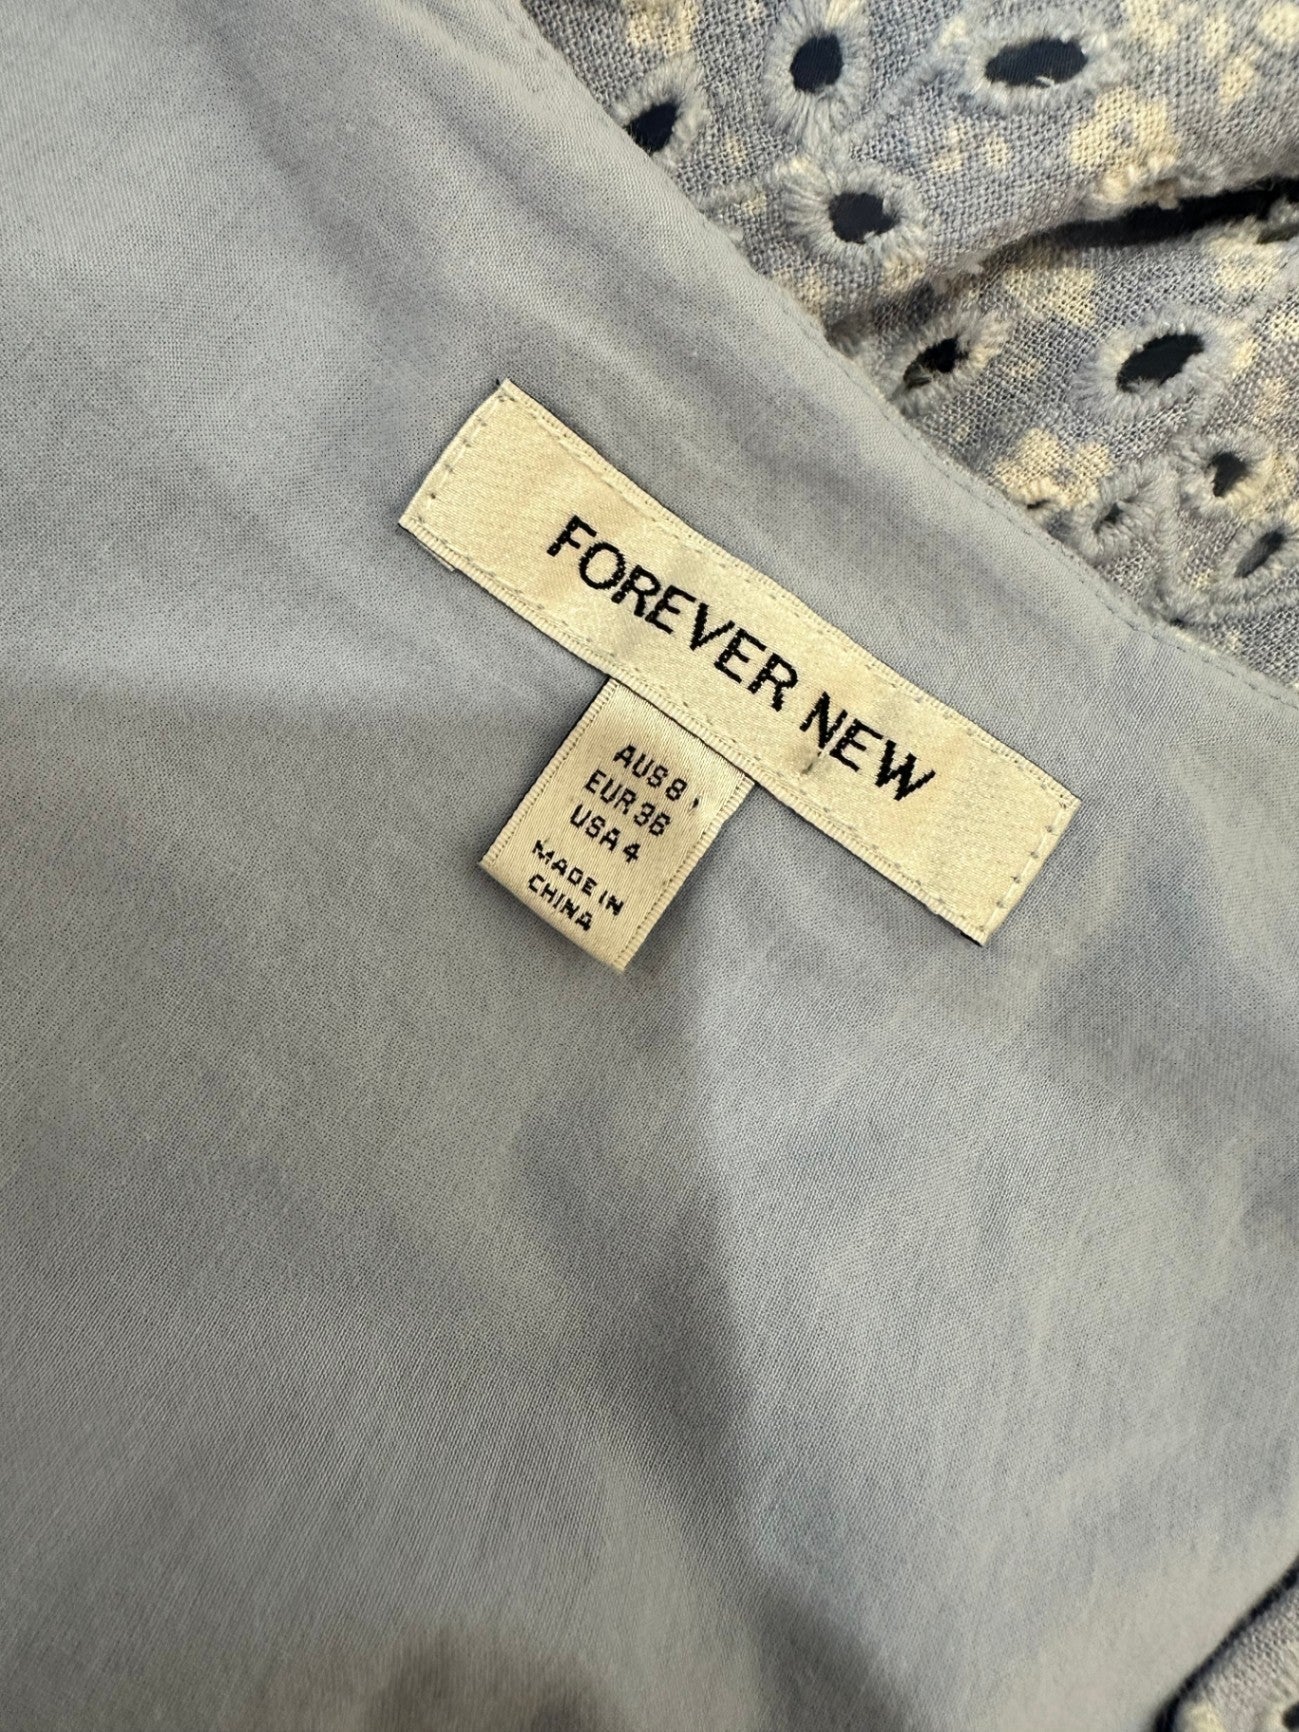 FOREVER NEW
AUS 8
EUR 36
USA 4
MADE IN
CHINA